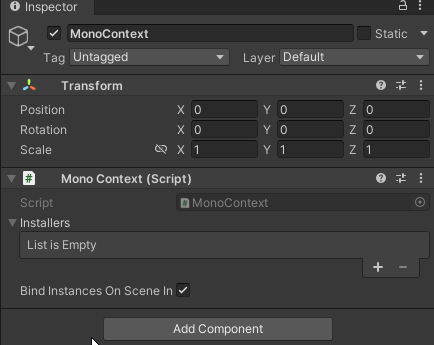 Inspector
MonoContext Static
Tag Untagged Layer Default
Transform
Position X 0 Y 0 Z 0
Rotation X 0 Y 0 Z 0
Scale X 1 Y 1 Z 1
# Mono Context (Script)
Script # MonoContext
Installers
List is Empty
+ −
Bind Instances On Scene In
Add Component